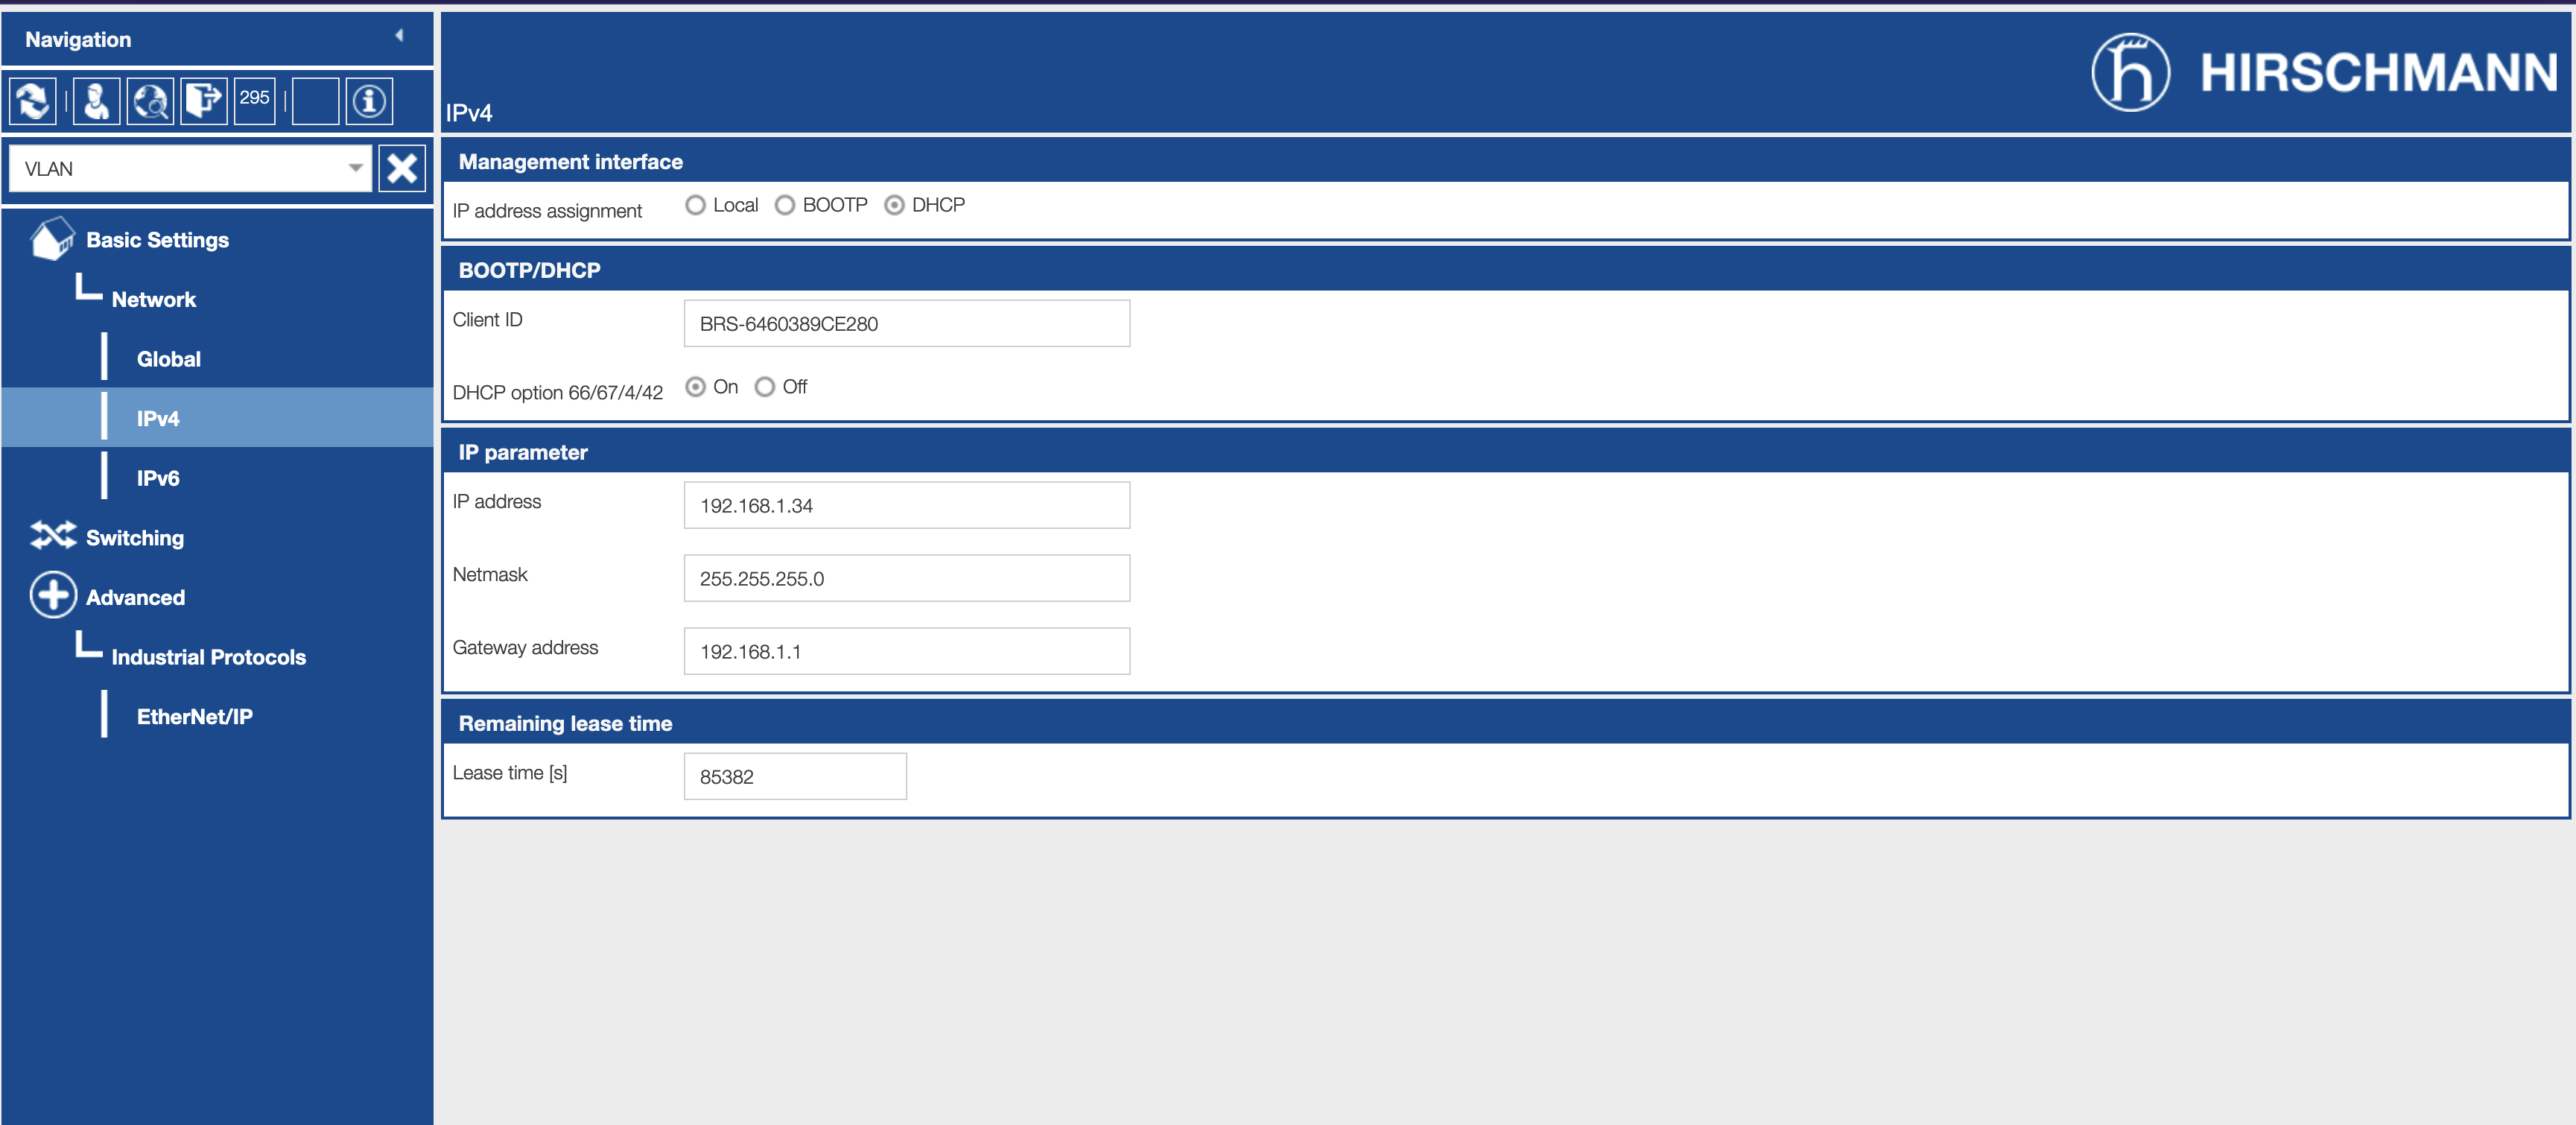 Navigation
295
VLAN
Basic Settings
Network
Global
IPv4
IPv6
Switching
Advanced
Industrial Protocols
EtherNet/IP
HIRSCHMANN
IPv4
Management interface
IP address assignment Local BOOTP DHCP
BOOTP/DHCP
Client ID BRS-6460389CE280
DHCP option 66/67/4/42 On Off
IP parameter
IP address 192.168.1.34
Netmask 255.255.255.0
Gateway address 192.168.1.1
Remaining lease time
Lease time [s] 85382